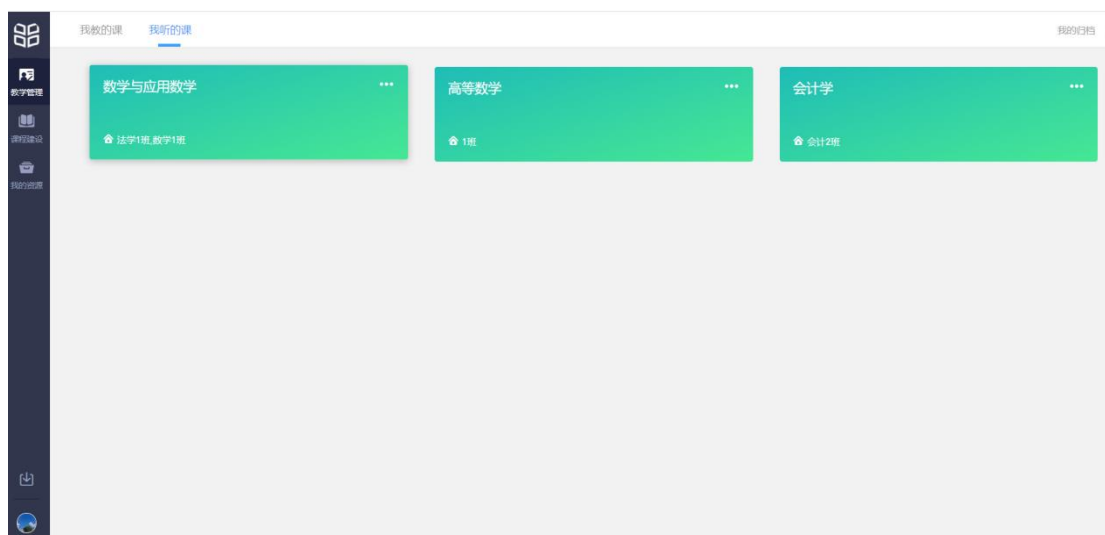 我教的课 我听的课 我的归档
教学管理
课程建设
我的资源
数学与应用数学
法学1班,数学1班
高等数学
1班
会计学
会计2班